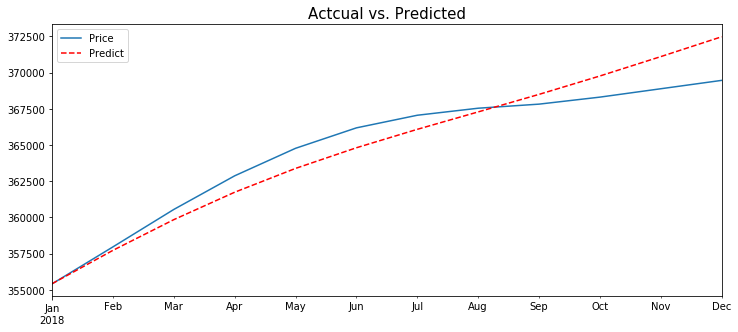 Actcual vs. Predicted
Price
Predict
372500
370000
367500
365000
362500
360000
357500
355000
Jan Feb Mar Apr May Jun Jul Aug Sep Oct Nov Dec
2018